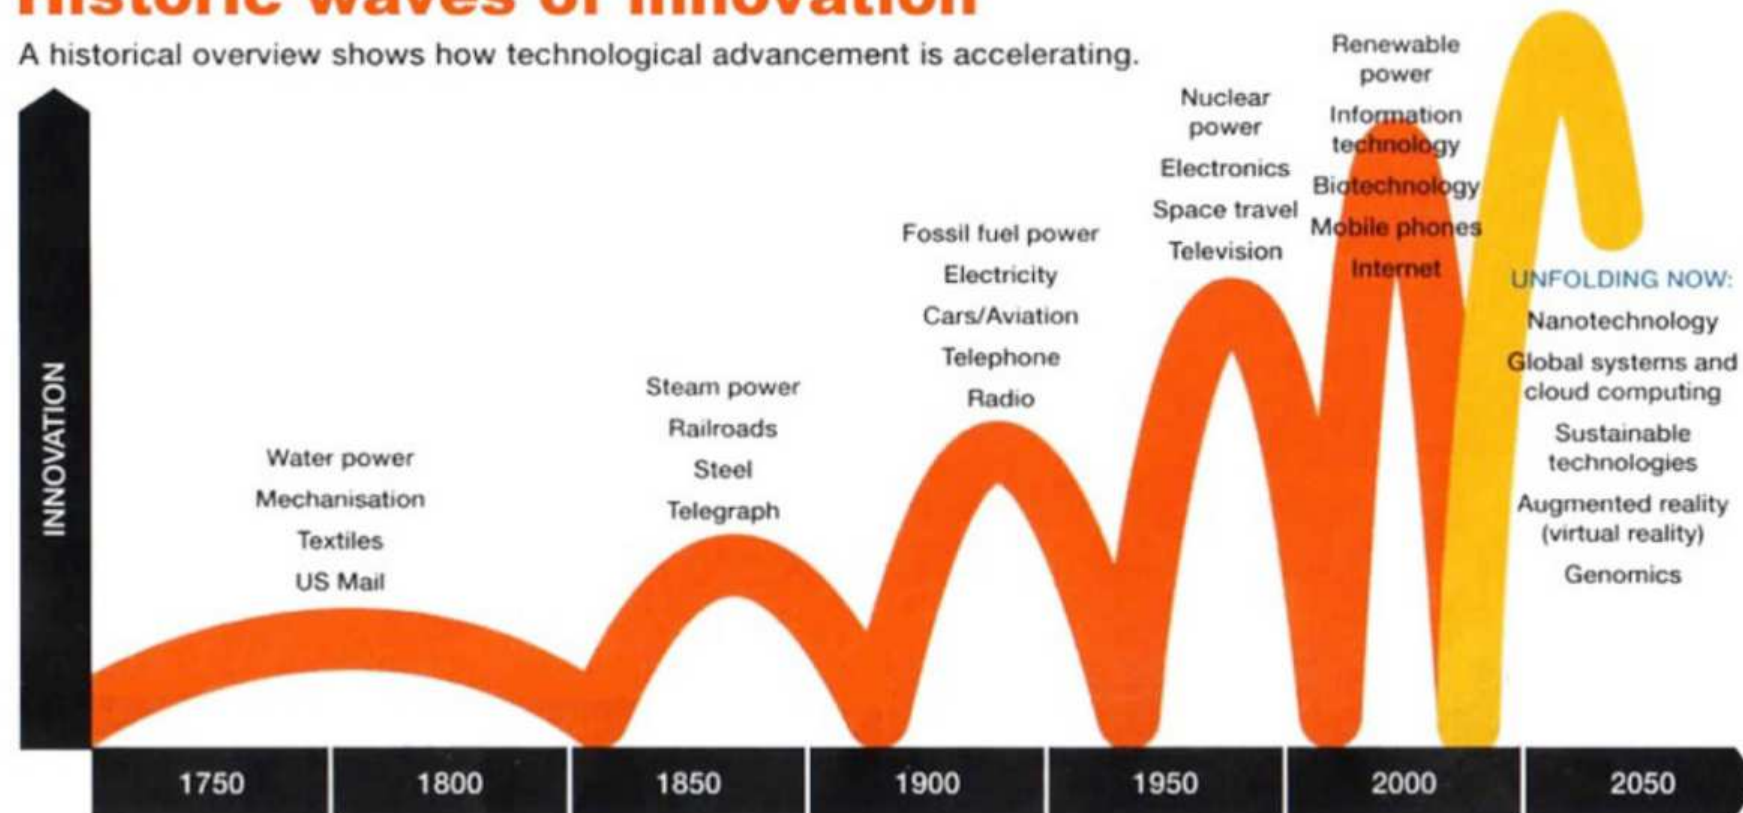 Historic waves of innovation
A historical overview shows how technological advancement is accelerating.
INNOVATION
Water power
Mechanisation
Textiles
US Mail
Steam power
Railroads
Steel
Telegraph
Fossil fuel power
Electricity
Cars/Aviation
Telephone
Radio
Nuclear
power
Electronics
Space travel
Television
Renewable
power
Information
technology
Biotechnology
Mobile phones
Internet
UNFOLDING NOW:
Nanotechnology
Global systems and
cloud computing
Sustainable
technologies
Augmented reality
(virtual reality)
Genomics
1750
1800
1850
1900
1950
2000
2050